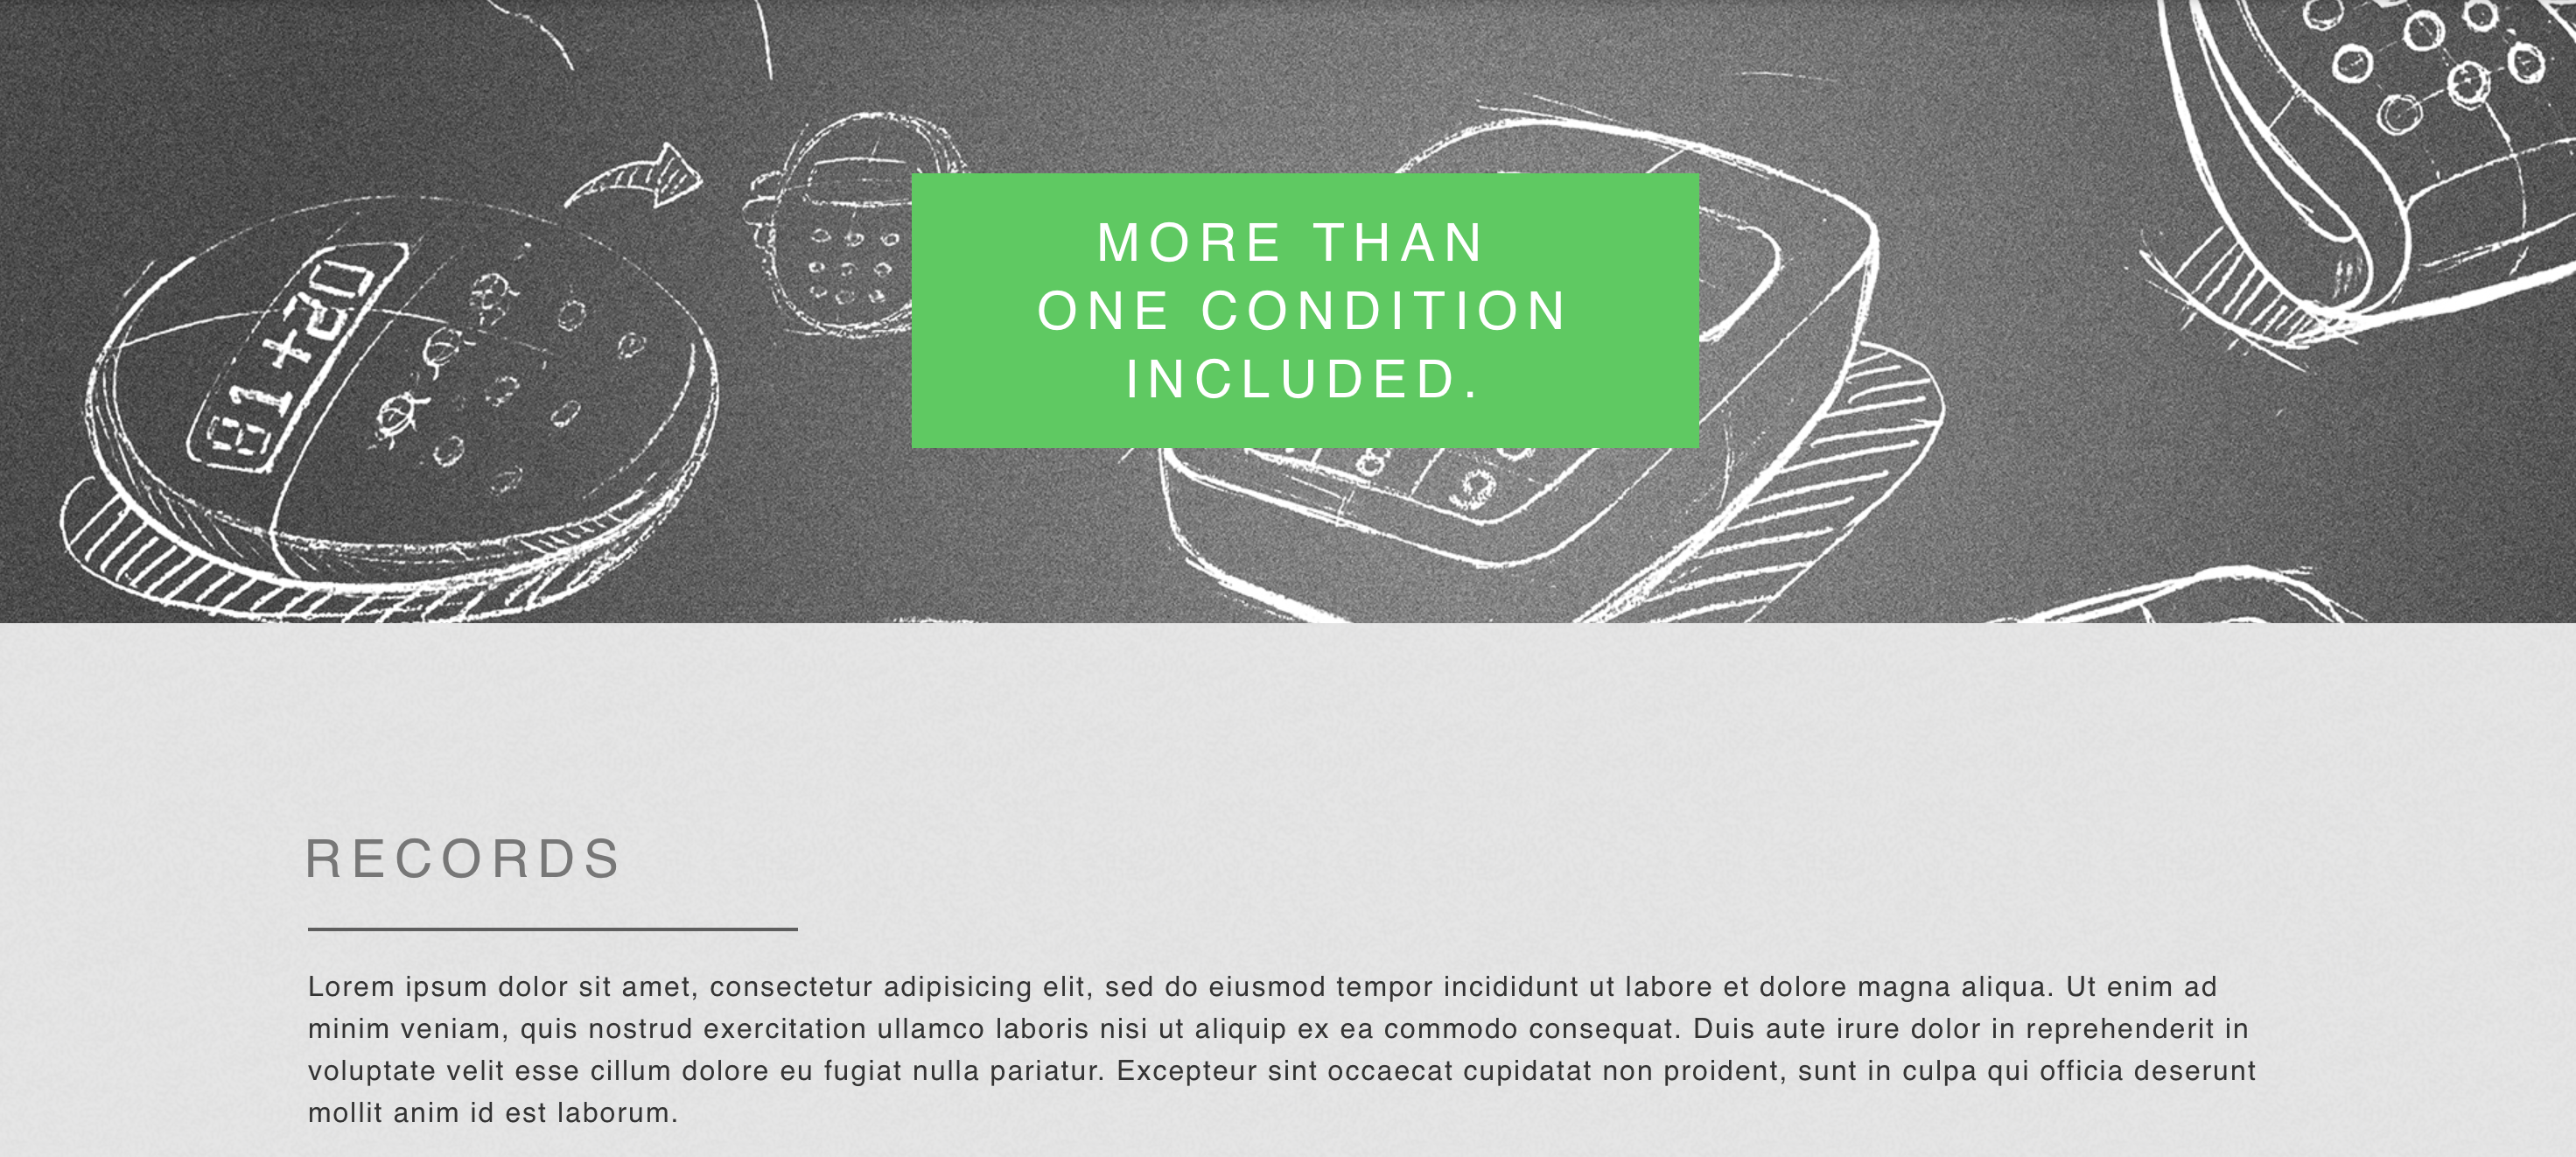 81+20
MORE THAN
ONE CONDITION
INCLUDED.
8
9
RECORDS
Lorem ipsum dolor sit amet, consectetur adipisicing elit, sed do eiusmod tempor incididunt ut labore et dolore magna aliqua. Ut enim ad
minim veniam, quis nostrud exercitation ullamco laboris nisi ut aliquip ex ea commodo consequat. Duis aute irure dolor in reprehenderit in
voluptate velit esse cillum dolore eu fugiat nulla pariatur. Excepteur sint occaecat cupidatat non proident, sunt in culpa qui officia deserunt
mollit anim id est laborum.